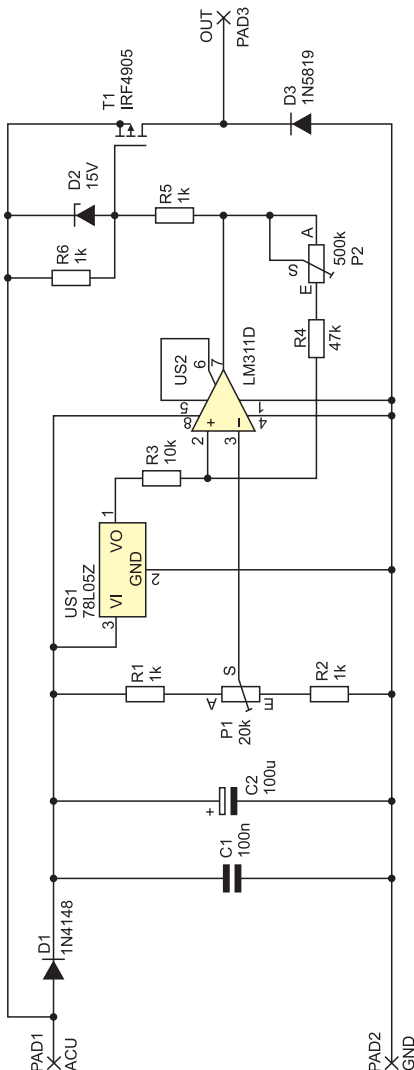 PAD1
ACU
D1
1N4148
PAD2
GND
C1
100n
+
C2
100u
P1
20k
A
S
E
R1
1k
R2
1k
US1
78L05Z
3
VI
VO
1
GND
2
R3
10k
2
+
3
–
8
5
6
7
1
4
US2
LM311D
R4
47k
E
S
A
500k
P2
R6
1k
D2
15V
R5
1k
T1
IRF4905
OUT
PAD3
D3
1N5819